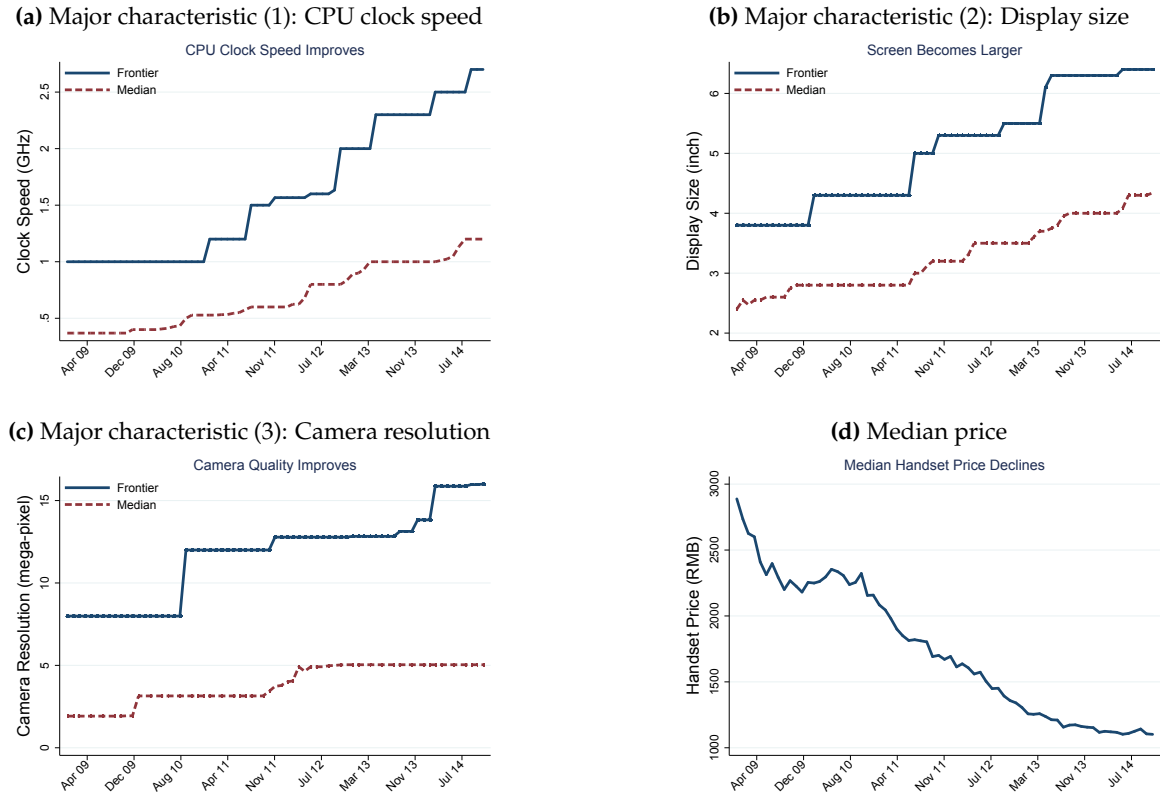 (a) Major characteristic (1): CPU clock speed
CPU Clock Speed Improves
Frontier
Median
Clock Speed (GHz)
2.5
2
1.5
1
.5
Apr 09
Dec 09
Aug 10
Apr 11
Nov 11
Jul 12
Mar 13
Nov 13
Jul 14
(b) Major characteristic (2): Display size
Screen Becomes Larger
Frontier
Median
Display Size (inch)
6
5
4
3
2
Apr 09
Dec 09
Aug 10
Apr 11
Nov 11
Jul 12
Mar 13
Nov 13
Jul 14
(c) Major characteristic (3): Camera resolution
Camera Quality Improves
Frontier
Median
Camera Resolution (mega-pixel)
15
10
5
0
Apr 09
Dec 09
Aug 10
Apr 11
Nov 11
Jul 12
Mar 13
Nov 13
Jul 14
(d) Median price
Median Handset Price Declines
Handset Price (RMB)
3000
2500
2000
1500
1000
Apr 09
Dec 09
Aug 10
Apr 11
Nov 11
Jul 12
Mar 13
Nov 13
Jul 14